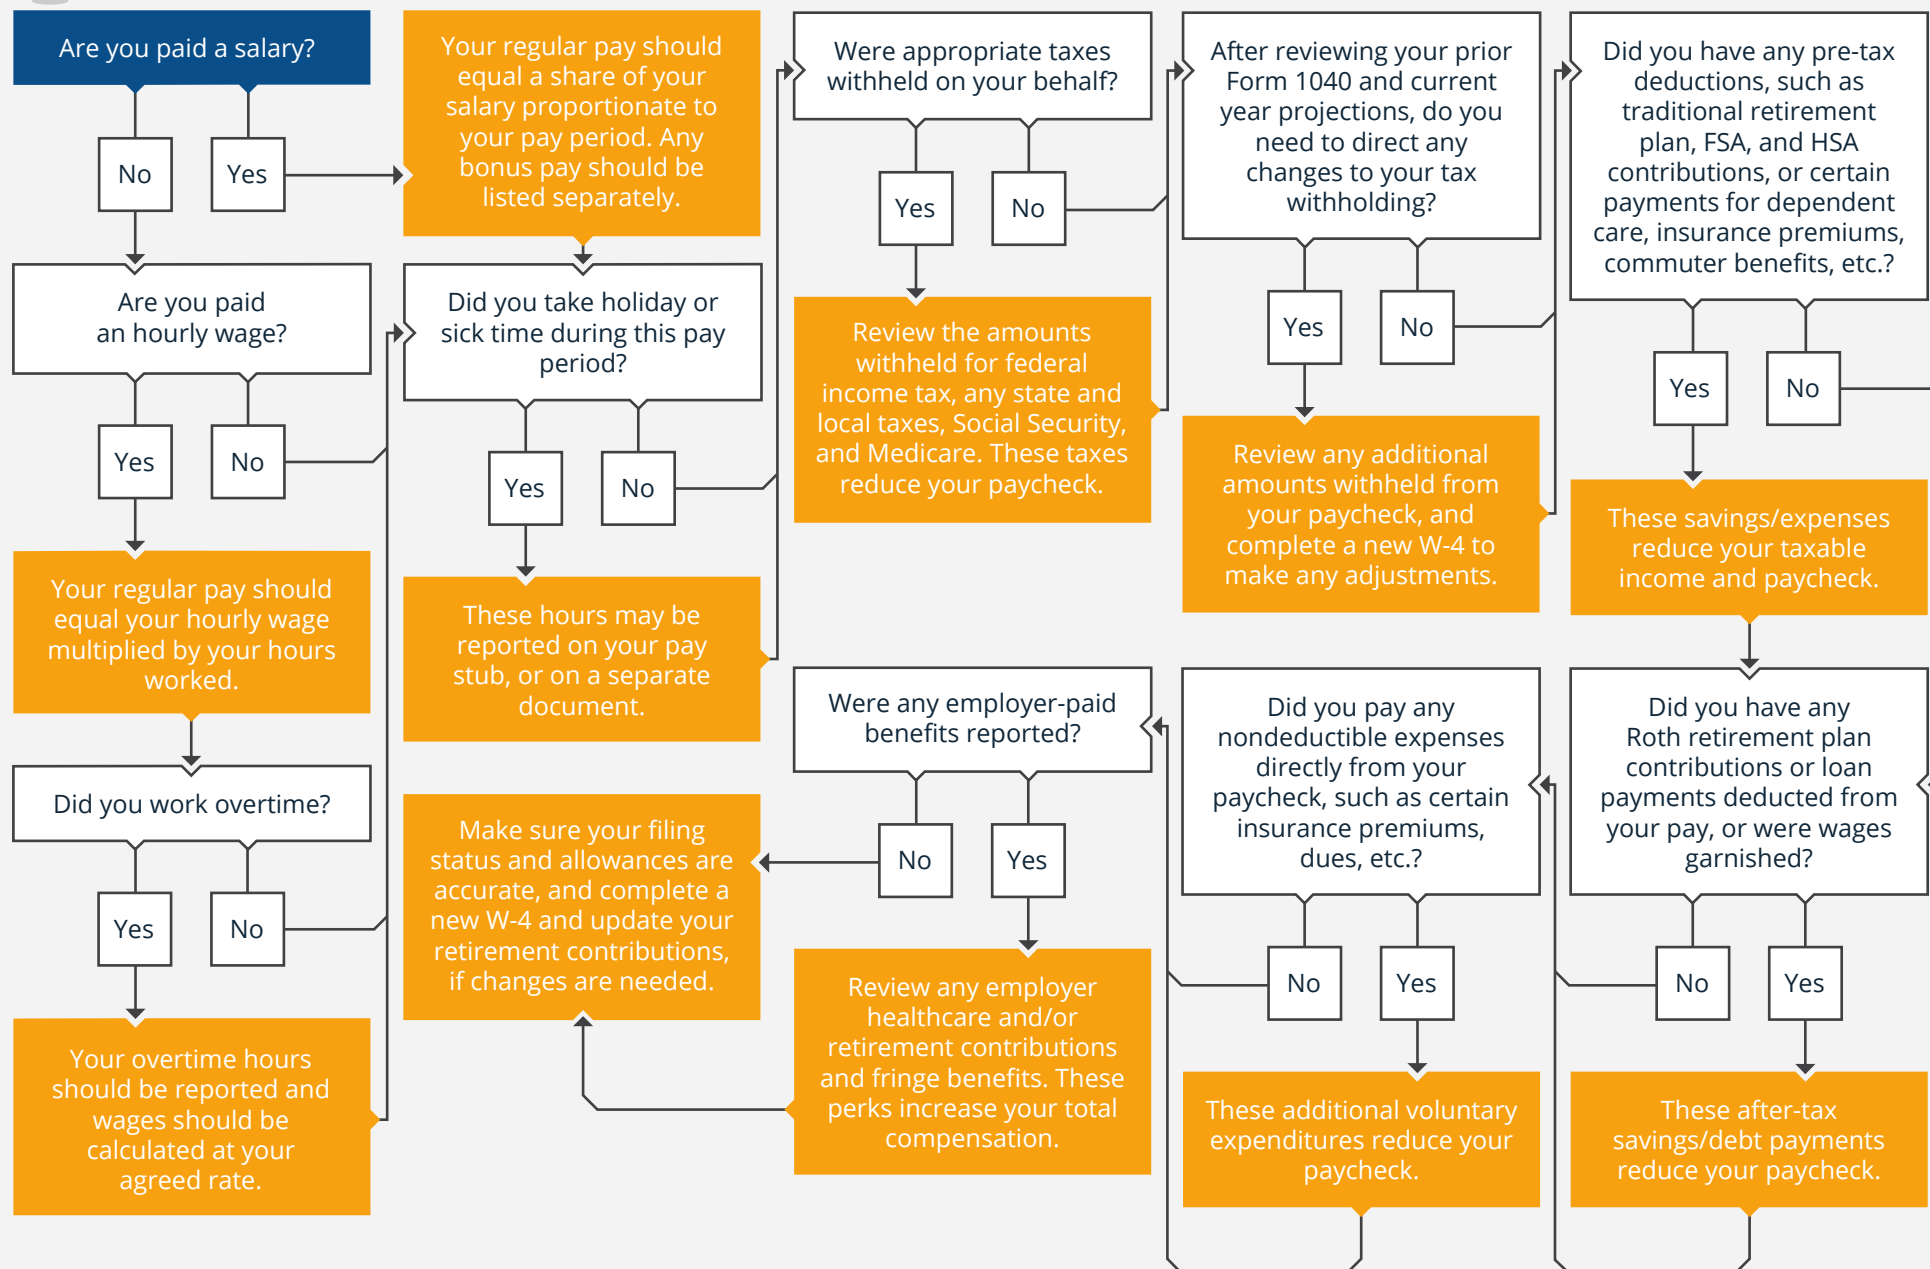 Are you paid a salary?
No
Yes
Your regular pay should
equal a share of your
salary proportionate to
your pay period. Any
bonus pay should be
listed separately.
Are you paid
an hourly wage?
Yes
No
Your regular pay should
equal your hourly wage
multiplied by your hours
worked.
Did you work overtime?
Yes
No
Your overtime hours
should be reported and
wages should be
calculated at your
agreed rate.
Did you take holiday or
sick time during this pay
period?
Yes
No
These hours may be
reported on your pay
stub, or on a separate
document.
Were appropriate taxes
withheld on your behalf?
Yes
No
Review the amounts
withheld for federal
income tax, any state and
local taxes, Social Security,
and Medicare. These taxes
reduce your paycheck.
After reviewing your prior
Form 1040 and current
year projections, do you
need to direct any
changes to your tax
withholding?
Yes
No
Review any additional
amounts withheld from
your paycheck, and
complete a new W-4 to
make any adjustments.
Did you have any pre-tax
deductions, such as
traditional retirement
plan, FSA, and HSA
contributions, or certain
payments for dependent
care, insurance premiums,
commuter benefits, etc.?
Yes
No
These savings/expenses
reduce your taxable
income and paycheck.
Did you have any
Roth retirement plan
contributions or loan
payments deducted from
your pay, or were wages
garnished?
No
Yes
These after-tax
savings/debt payments
reduce your paycheck.
Did you pay any
nondeductible expenses
directly from your
paycheck, such as certain
insurance premiums,
dues, etc.?
No
Yes
These additional voluntary
expenditures reduce your
paycheck.
Were any employer-paid
benefits reported?
No
Yes
Review any employer
healthcare and/or
retirement contributions
and fringe benefits. These
perks increase your total
compensation.
Make sure your filing
status and allowances are
accurate, and complete a
new W-4 and update your
retirement contributions,
if changes are needed.